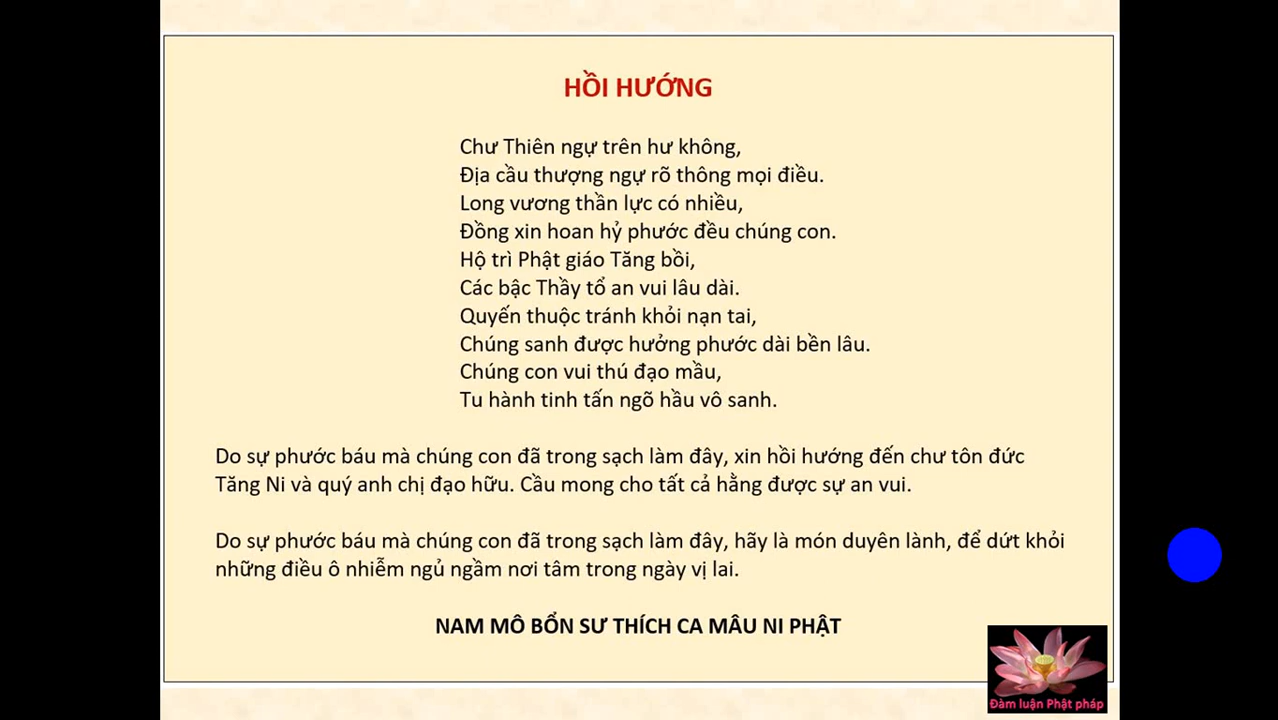 HỒI HƯỚNG
Chư Thiên ngự trên hư không,
Địa cầu thượng ngự rõ thông mọi điều.
Long vương thần lực có nhiều,
Đồng xin hoan hỷ phước đều chúng con.
Hộ trì Phật giáo Tăng bồi,
Các bậc Thầy tổ an vui lâu dài.
Quyến thuộc tránh khỏi nạn tai,
Chúng sanh được hưởng phước dài bền lâu.
Chúng con vui thú đạo mầu,
Tu hành tinh tấn ngõ hầu vô sanh.
Do sự phước báu mà chúng con đã trong sạch làm đây, xin hồi hướng đến chư tôn đức
Tăng Ni và quý anh chị đạo hữu. Cầu mong cho tất cả hằng được sự an vui.
Do sự phước báu mà chúng con đã trong sạch làm đây, hãy là món duyên lành, để dứt khỏi
những điều ô nhiễm ngủ ngầm nơi tâm trong ngày vị lai.
NAM MÔ BỔN SƯ THÍCH CA MÂU NI PHẬT
Đàm luận Phật pháp